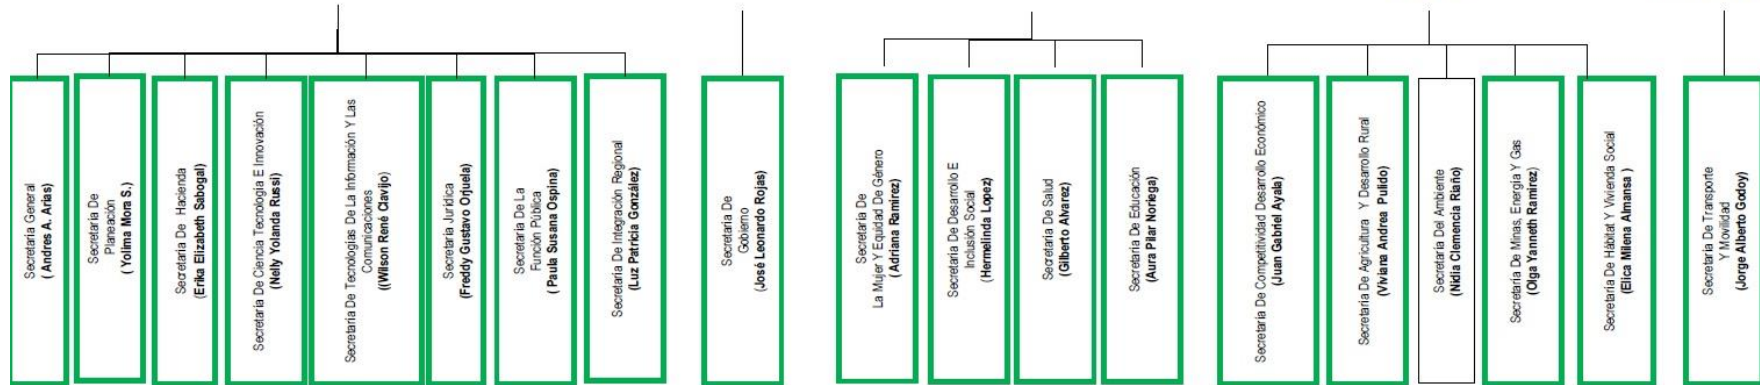 Secretaria General
( Andres A. Arias)
Secretaría De
Planeación
( Yolima Mora S.)
Secretaría De Hacienda
(Erika Elizabeth Sabogal)
Secretaría De Ciencia Tecnología E Innovación
(Nelly Yolanda Russi)
Secretaría De Tecnologías De La Información Y Las
Comunicaciones
((Wilson René Clavijo)
Secretaría Jurídica
(Freddy Gustavo Orjuela)
Secretaría De La
Función Pública
( Paula Susana Ospina)
Secretaría De Integración Regional
(Luz Patricia González)
Secretaría De
Gobierno
(José Leonardo Rojas)
Secretaría De
La Mujer Y Equidad De Género
( Adriana Ramírez)
Secretaría De Desarrollo E
Inclusión Social
(Hermelinda Lopez)
Secretaría De Salud
(Gilberto Alvarez)
Secretaría De Educación
(Aura Pilar Noriega)
Secretaría De Competitividad Desarrollo Económico
(Juan Gabriel Ayala)
Secretaría De Agricultura Y Desarrollo Rural
(Viviana Andrea Pulido)
Secretaría Del Ambiente
(Nidia Clemencia Riaño)
Secretaría De Minas, Energía Y Gas
(Olga Yanneth Ramirez)
Secretaría De Hábitat Y Vivienda Social
(Elica Milena Almansa )
Secretaría De Transporte
Y Movilidad
(Jorge Alberto Godoy)